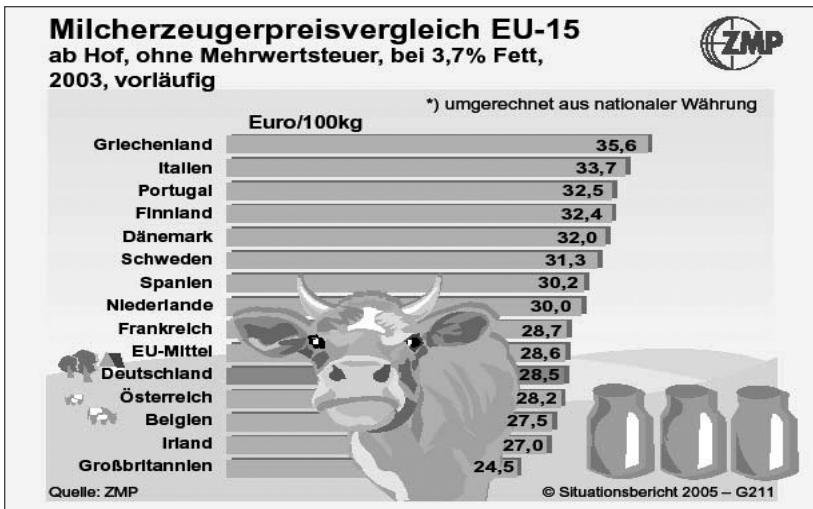 Milcherzeugerpreisvergleich EU-15
ab Hof, ohne Mehrwertsteuer, bei 3,7% Fett,
2003, vorläufig
ZMP
*) umgerechnet aus nationaler Währung
Euro/100kg
Griechenland 35,6
Italien 33,7
Portugal 32,5
Finnland 32,4
Dänemark 32,0
Schweden 31,3
Spanien 30,2
Niederlande 30,0
Frankreich 28,7
EU-Mittel 28,6
Deutschland 28,5
Österreich 28,2
Belgien 27,5
Irland 27,0
Großbritannien 24,5
Quelle: ZMP
© Situationsbericht 2005 – G211